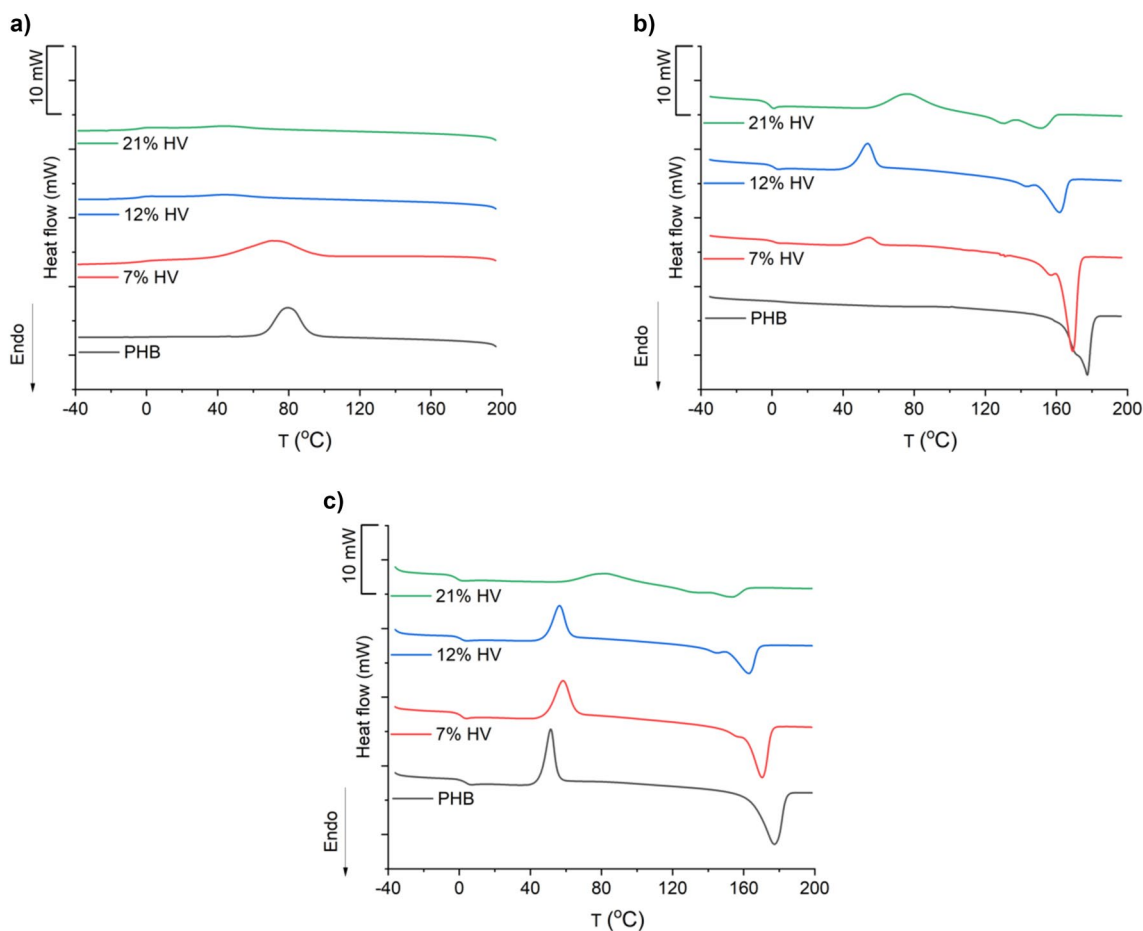 a)
10 mW
Heat flow (mW)
Endo
21% HV
12% HV
7% HV
PHB
-40 0 40 80 120 160 200
T (°C)
b)
10 mW
Heat flow (mW)
Endo
21% HV
12% HV
7% HV
PHB
-40 0 40 80 120 160 200
T (°C)
c)
10 mW
Heat flow (mW)
Endo
21% HV
12% HV
7% HV
PHB
-40 0 40 80 120 160 200
T (°C)